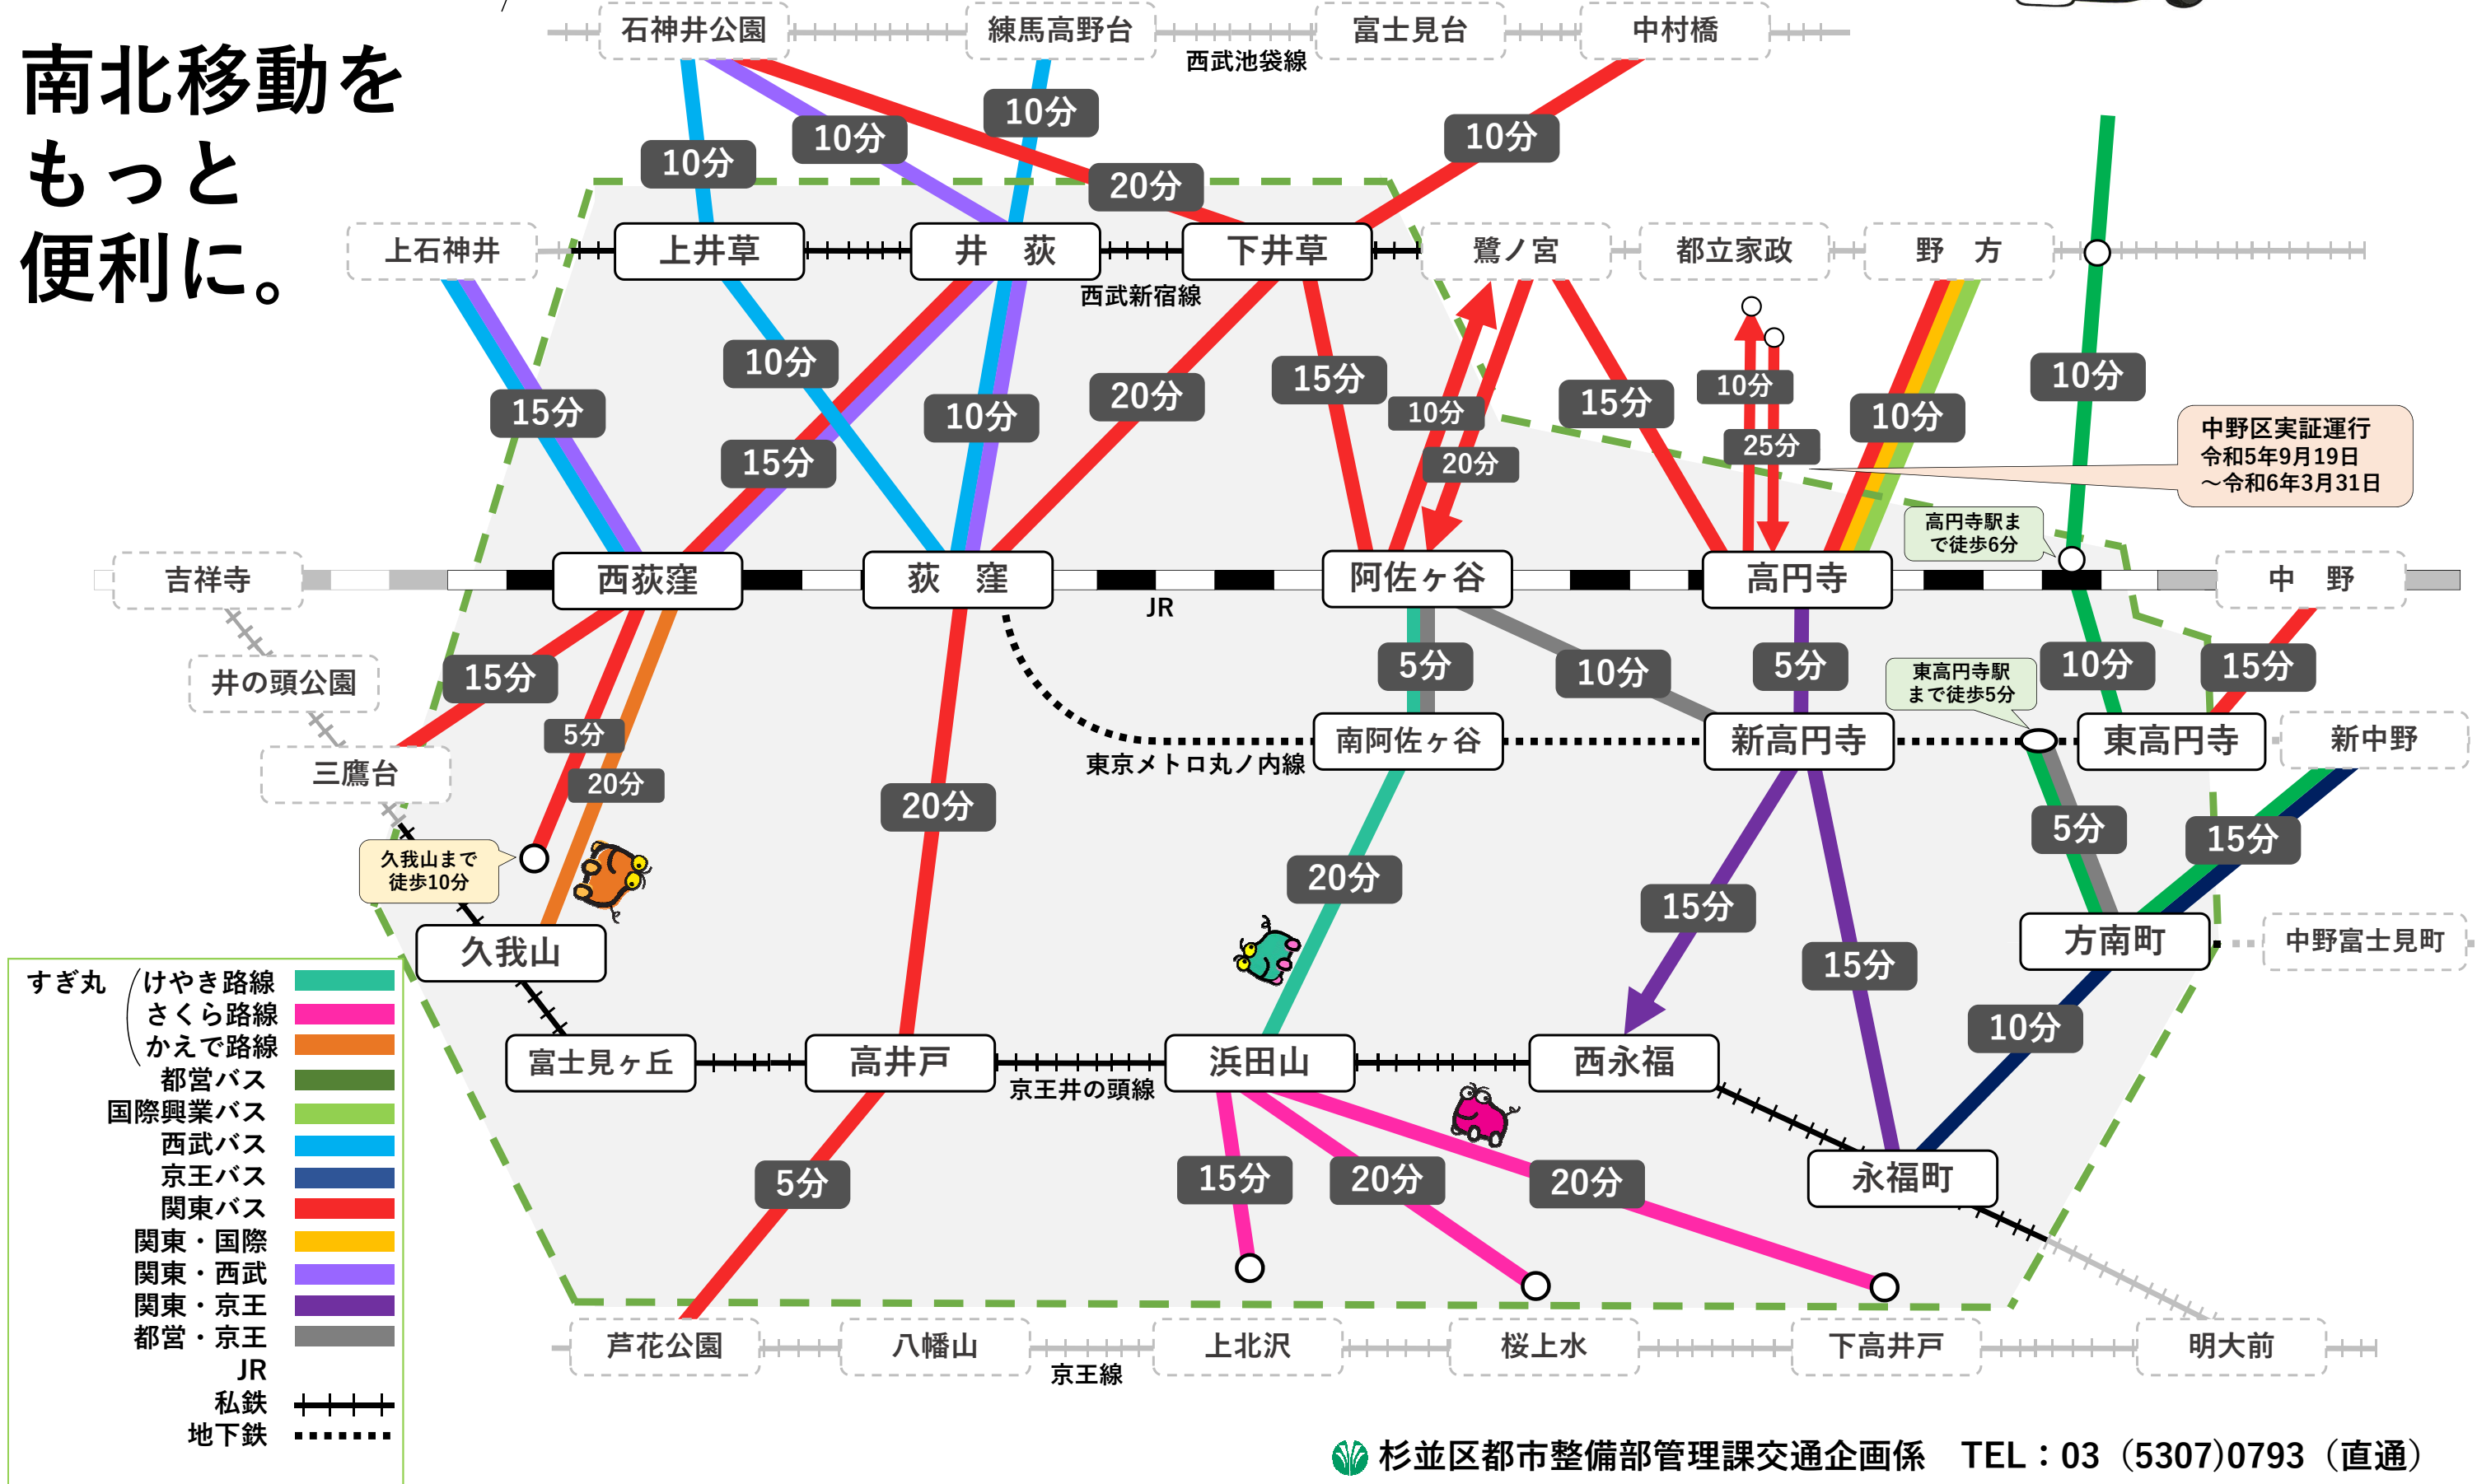 南北移動を
もっと
便利に。
石神井公園
練馬高野台
富士見台
中村橋
西武池袋線
10分
10分
10分
20分
10分
上石神井
上井草
井 荻
下井草
鷺ノ宮
都立家政
野 方
西武新宿線
15分
10分
15分
10分
20分
15分
10分
20分
15分
10分
25分
10分
10分
中野区実証運行
令和5年9月19日
～令和6年3月31日
高円寺駅ま
で徒歩6分
吉祥寺
西荻窪
荻 窪
阿佐ヶ谷
高円寺
中 野
JR
井の頭公園
三鷹台
15分
5分
20分
20分
5分
10分
5分
東高円寺駅
まで徒歩5分
10分
15分
南阿佐ヶ谷
新高円寺
東高円寺
新中野
東京メトロ丸ノ内線
久我山まで
徒歩10分
20分
15分
15分
5分
15分
久我山
方南町
中野富士見町
10分
富士見ヶ丘
高井戸
浜田山
西永福
永福町
京王井の頭線
5分
15分
20分
20分
芦花公園
八幡山
上北沢
桜上水
下高井戸
明大前
京王線
すぎ丸
けやき路線
さくら路線
かえで路線
都営バス
国際興業バス
西武バス
京王バス
関東バス
関東・国際
関東・西武
関東・京王
都営・京王
JR
私鉄
地下鉄
杉並区都市整備部管理課交通企画係 TEL：03（5307)0793（直通）